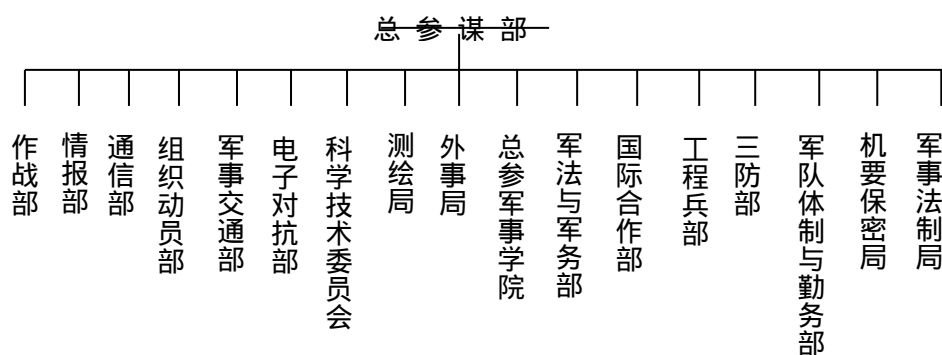 总参谋部
作战部
情报部
通信部
组织动员部
军事交通部
电子对抗部
科学技术委员会
测绘局
外事局
总参军事学院
军法与军务部
国际合作部
工程兵部
三防部
军队体制与勤务部
机要保密局
军事法制局